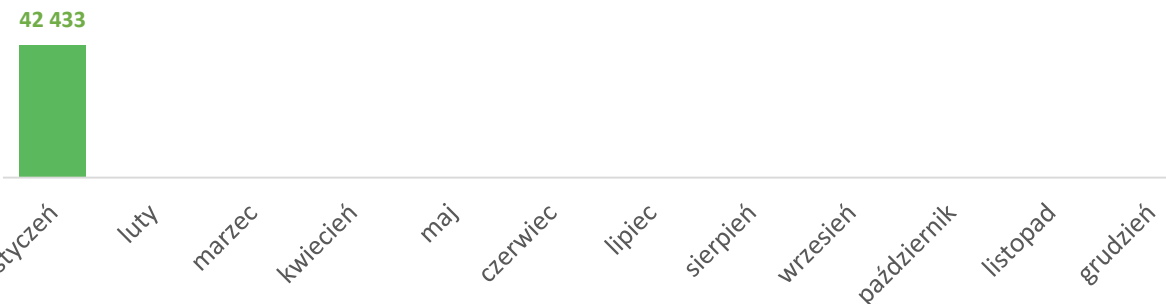 42 433
styczeń
luty
marzec
kwiecień
maj
czerwiec
lipiec
sierpień
wrzesień
październik
listopad
grudzień